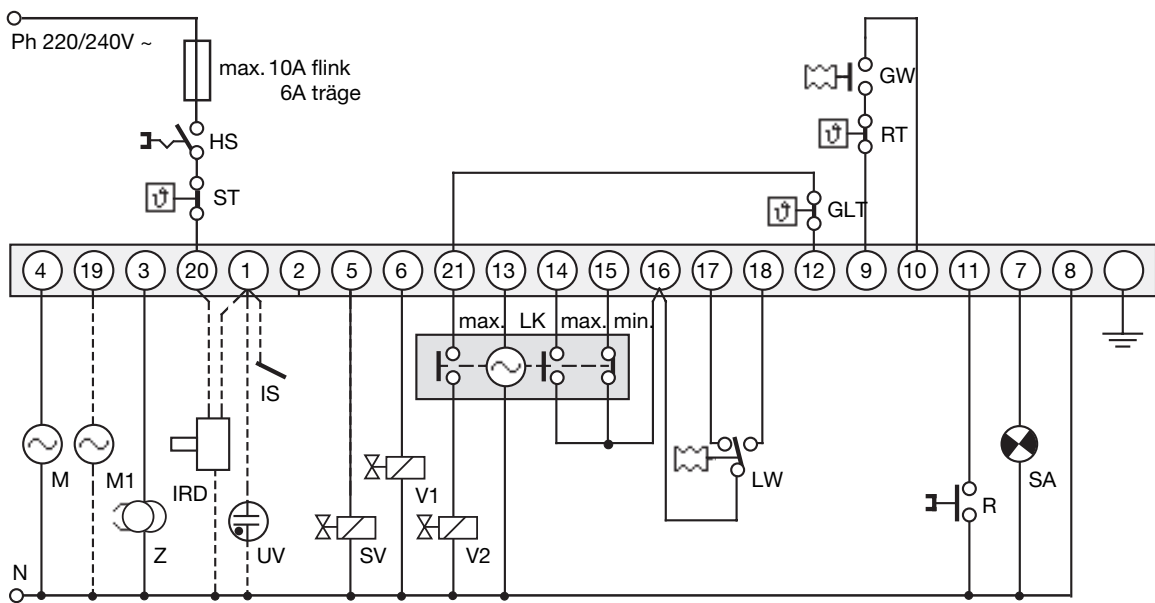 Ph 220/240V ~
max. 10A flink
6A träge
HS
ST
GW
RT
GLT
4 19 3 20 1 2 5 6 21 13 14 15 16 17 18 12 9 10 11 7 8
max. LK max. min.
IS
M
M1
IRD
Z
UV
SV
V1
V2
LW
R
SA
N